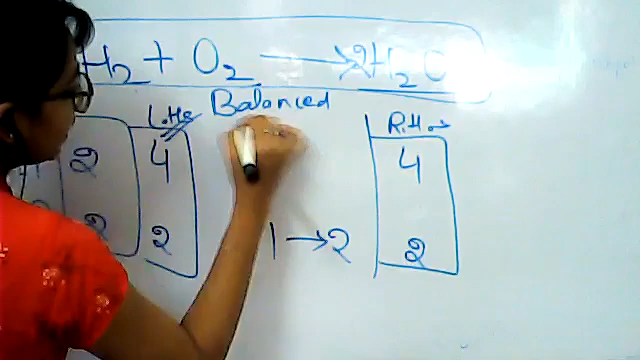 H₂ + O₂ → 2H₂O
Balanced
L.H.S R.H.S
2 4 4
2 2 1 → 2 2